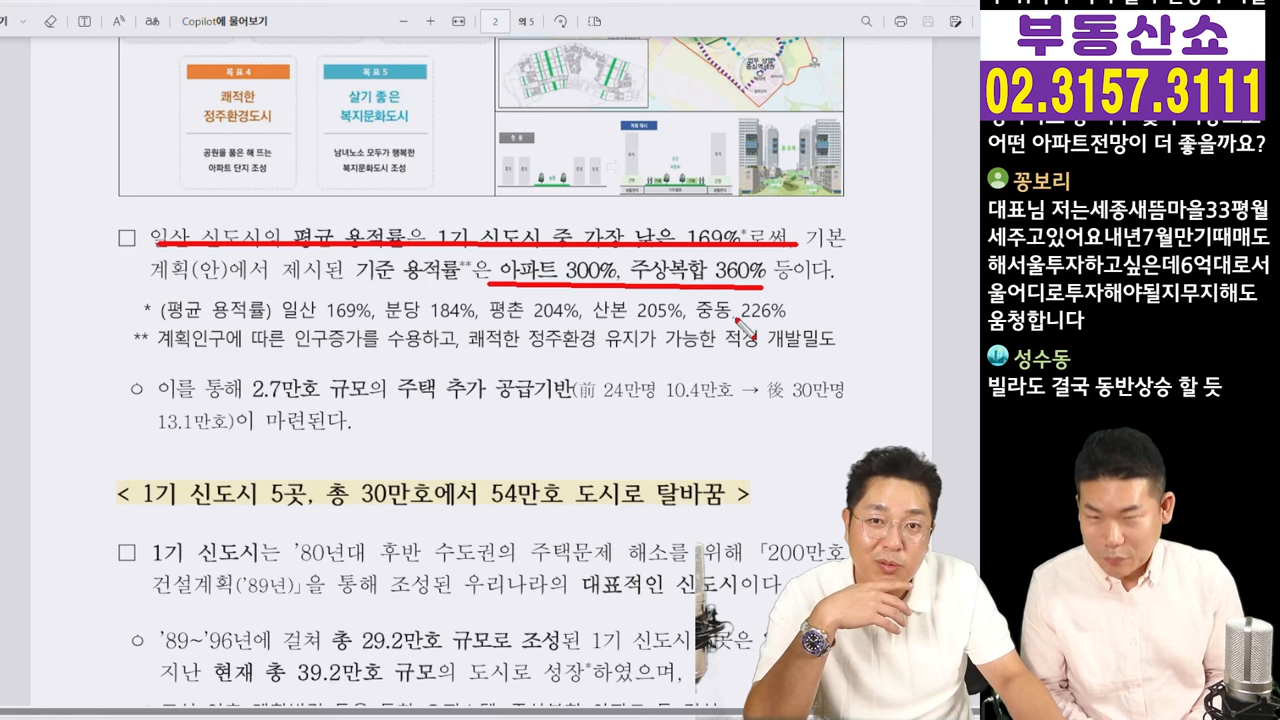 기
가あ
Copilot에 물어보기
2
의 5
목표 4
쾌적한
정주환경도시
공원을 품은 해 뜨는
아파트 단지 조성
목표 5
살기 좋은
복지문화도시
남녀노소 모두가 행복한
복지문화도시 조성
□ 일산 신도시의 평균 용적률은 1기 신도시 중 가장 낮은 169%*로써, 기본
계획(안)에서 제시된 기준 용적률**은 아파트 300%, 주상복합 360% 등이다.
* (평균 용적률) 일산 169%, 분당 184%, 평촌 204%, 산본 205%, 중동 226%
** 계획인구에 따른 인구증가를 수용하고, 쾌적한 정주환경 유지가 가능한 적정 개발밀도
○ 이를 통해 2.7만호 규모의 주택 추가 공급기반(前 24만명 10.4만호 → 後 30만명
13.1만호)이 마련된다.
< 1기 신도시 5곳, 총 30만호에서 54만호 도시로 탈바꿈 >
□ 1기 신도시는 ’80년대 후반 수도권의 주택문제 해소를 위해 「200만호
건설계획(’89년)」을 통해 조성된 우리나라의 대표적인 신도시이다
○ ’89~’96년에 걸쳐 총 29.2만호 규모로 조성된 1기 신도시 곳은
지난 현재 총 39.2만호 규모의 도시로 성장*하였으며,
부동산쇼
02.3157.3111
어떤 아파트전망이 더 좋을까요?
꽁보리
대표님 저는세종새뜸마을33평월
세주고있어요내년7월만기때매도
해서울투자하고싶은데6억대로서
울어디로투자해야될지무지해도
움청합니다
성수동
빌라도 결국 동반상승 할 듯